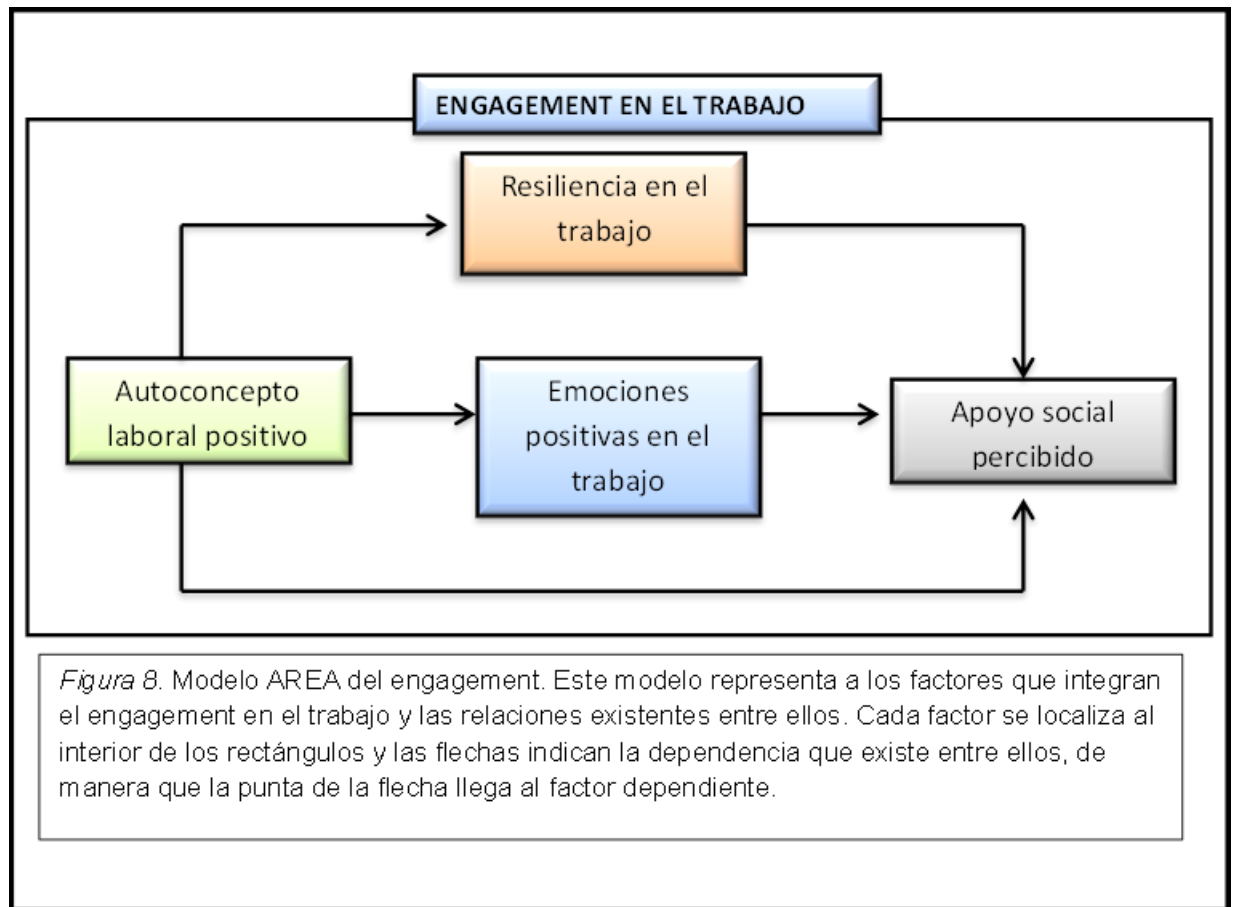 ENGAGEMENT EN EL TRABAJO
Resiliencia en el
trabajo
Autoconcepto
laboral positivo
Emociones
positivas en el
trabajo
Apoyo social
percibido
Figura 8. Modelo AREA del engagement. Este modelo representa a los factores que integran
el engagement en el trabajo y las relaciones existentes entre ellos. Cada factor se localiza al
interior de los rectángulos y las flechas indican la dependencia que existe entre ellos, de
manera que la punta de la flecha llega al factor dependiente.